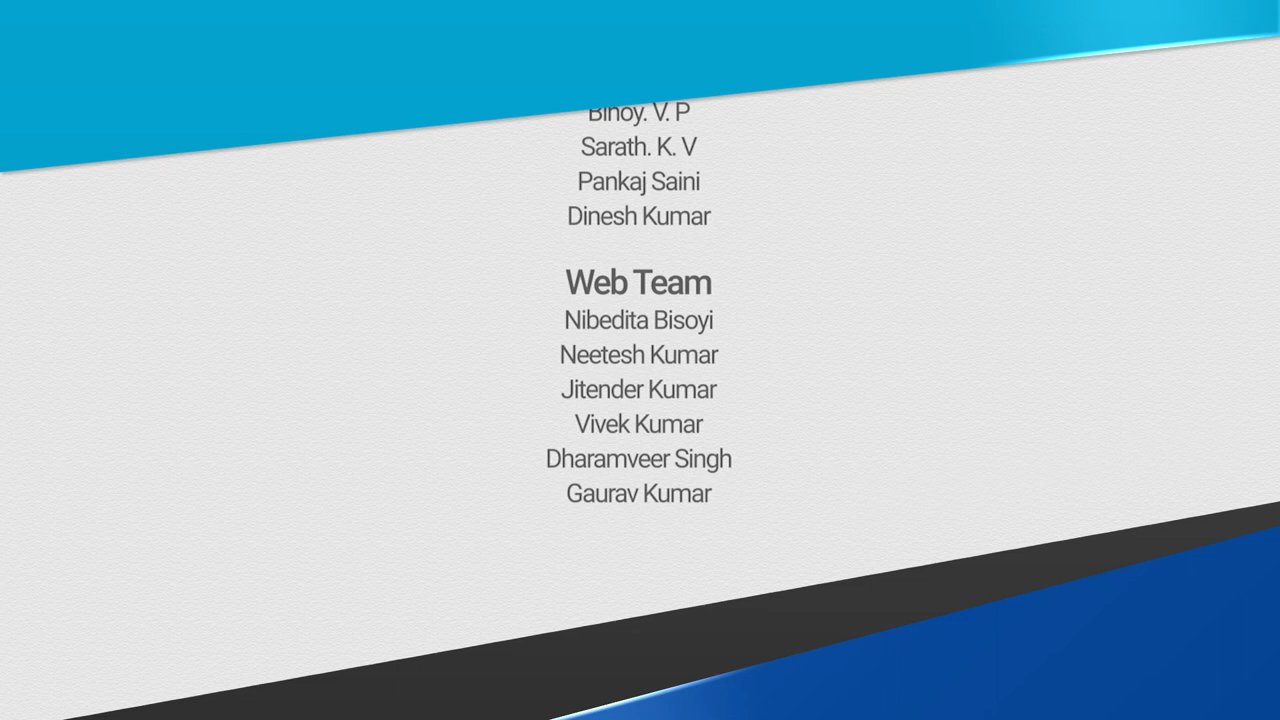 Binoy. V. P
Sarath. K. V
Pankaj Saini
Dinesh Kumar
Web Team
Nibedita Bisoyi
Neetesh Kumar
Jitender Kumar
Vivek Kumar
Dharamveer Singh
Gaurav Kumar